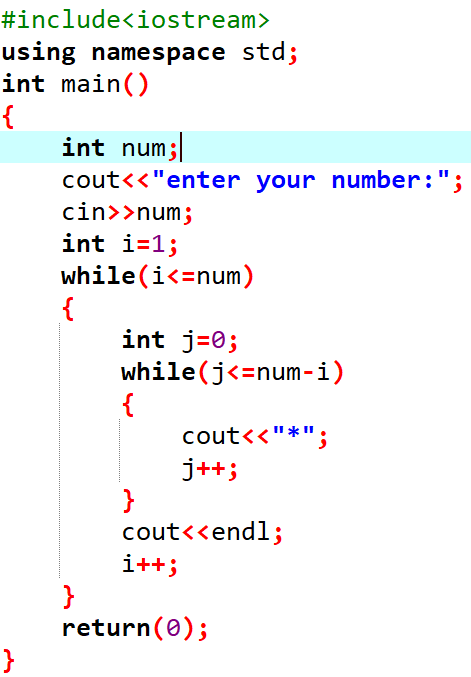 #include<iostream>
using namespace std;
int main()
{
    int num;
    cout<<"enter your number:";
    cin>>num;
    int i=1;
    while(i<=num)
    {
        int j=0;
        while(j<=num-i)
        {
            cout<<"*";
            j++;
        }
        cout<<endl;
        i++;
    }
    return(0);
}